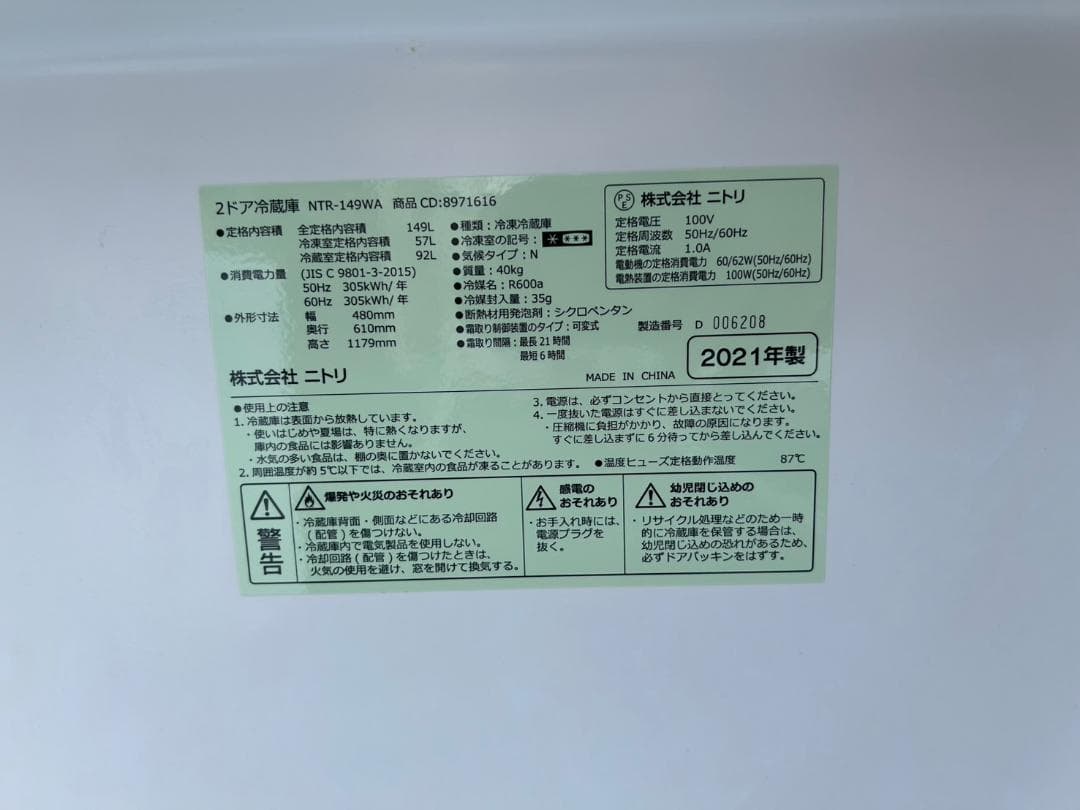 2ドア冷蔵庫 NTR-149WA 商品 CD:8971616
●定格内容積 全定格内容積 149L
冷凍室定格内容積 57L
冷蔵室定格内容積 92L
●消費電力量 (JIS C 9801-3-2015)
50Hz 305kWh/年
60Hz 305kWh/年
●外形寸法 幅 480mm
奥行 610mm
高さ 1179mm
●種類:冷凍冷蔵庫
●冷凍室の記号:
●気候タイプ:N
●質量:40kg
●冷媒名:R600a
●冷媒封入量:35g
●断熱材用発泡剤:シクロペンタン
●霜取り制御装置のタイプ:可変式
●霜取り間隔:最長 21 時間
最短 6 時間
PSE 株式会社 ニトリ
定格電圧 100V
定格周波数 50Hz/60Hz
定格電流 1.0A
電動機の定格消費電力 60/62W(50Hz/60Hz)
電熱装置の定格消費電力 100W(50Hz/60Hz)
製造番号 D 006208
株式会社 ニトリ
MADE IN CHINA
2021年製
●使用上の注意
1. 冷蔵庫は表面から放熱しています。
・使いはじめや夏場は、特に熱くなりますが、
庫内の食品には影響ありません。
・水気の多い食品は、棚の奥に置かないでください。
2. 周囲温度が約 5℃以下では、冷蔵室内の食品が凍ることがあります。
3. 電源は、必ずコンセントから直接とってください。
4. 一度抜いた電源はすぐに差し込まないでください。
・圧縮機に負担がかかり、故障の原因になります。
すぐに差し込まずに 6 分待ってから差し込んでください。
●温度ヒューズ定格動作温度 87℃
警告
爆発や火災のおそれあり
・冷蔵庫背面・側面などにある冷却回路
(配管)を傷つけない。
・冷蔵庫内で電気製品を使用しない。
・冷却回路(配管)を傷つけたときは、
火気の使用を避け、窓を開けて換気する。
感電の
おそれあり
・お手入れ時には、
電源プラグを
抜く。
幼児閉じ込めの
おそれあり
・リサイクル処理などのため一時
的に冷蔵庫を保管する場合は、
幼児閉じ込めの恐れがあるため、
必ずドアパッキンをはずす。